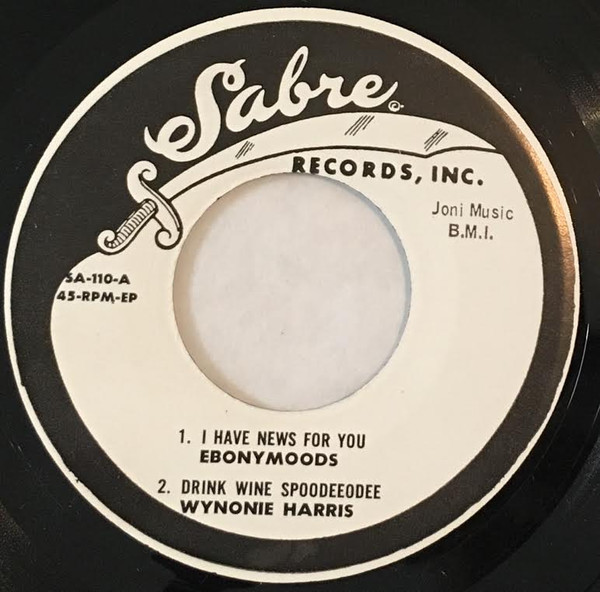 Sabre
RECORDS, INC.
Joni Music
B.M.I.
SA-110-A
45-RPM-EP
1. I HAVE NEWS FOR YOU
EBONYMOODS
2. DRINK WINE SPOODEEODEE
WYNONIE HARRIS